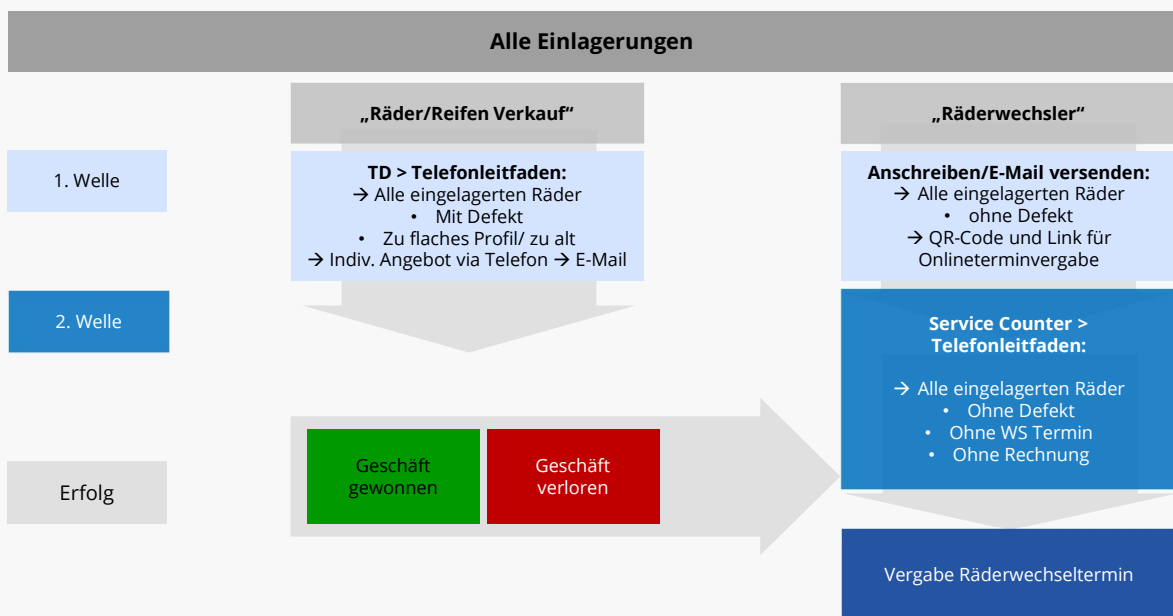 Alle Einlagerungen
„Räder/Reifen Verkauf“
„Räderwechsler“
1. Welle
TD > Telefonleitfaden:
→ Alle eingelagerten Räder
• Mit Defekt
• Zu flaches Profil/ zu alt
→ Indiv. Angebot via Telefon → E-Mail
Anschreiben/E-Mail versenden:
→ Alle eingelagerten Räder
• ohne Defekt
→ QR-Code und Link für
Onlineterminvergabe
2. Welle
Service Counter >
Telefonleitfaden:
→ Alle eingelagerten Räder
• Ohne Defekt
• Ohne WS Termin
• Ohne Rechnung
Erfolg
Geschäft
gewonnen
Geschäft
verloren
Vergabe Räderwechseltermin